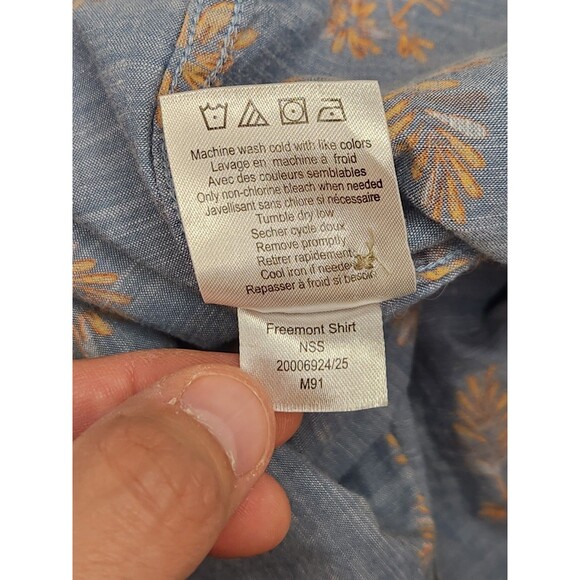 Machine wash cold with like colors
Lavage en machine à froid
Avec des couleurs semblables
Only non-chlorine bleach when needed
Javellisant sans chlore si nécessaire
Tumble dry low
Secher cycle doux
Remove promptly
Retirer rapidement
Cool iron if needed
Repasser à froid si besoin
Freemont Shirt
NSS
20006924/25
M91